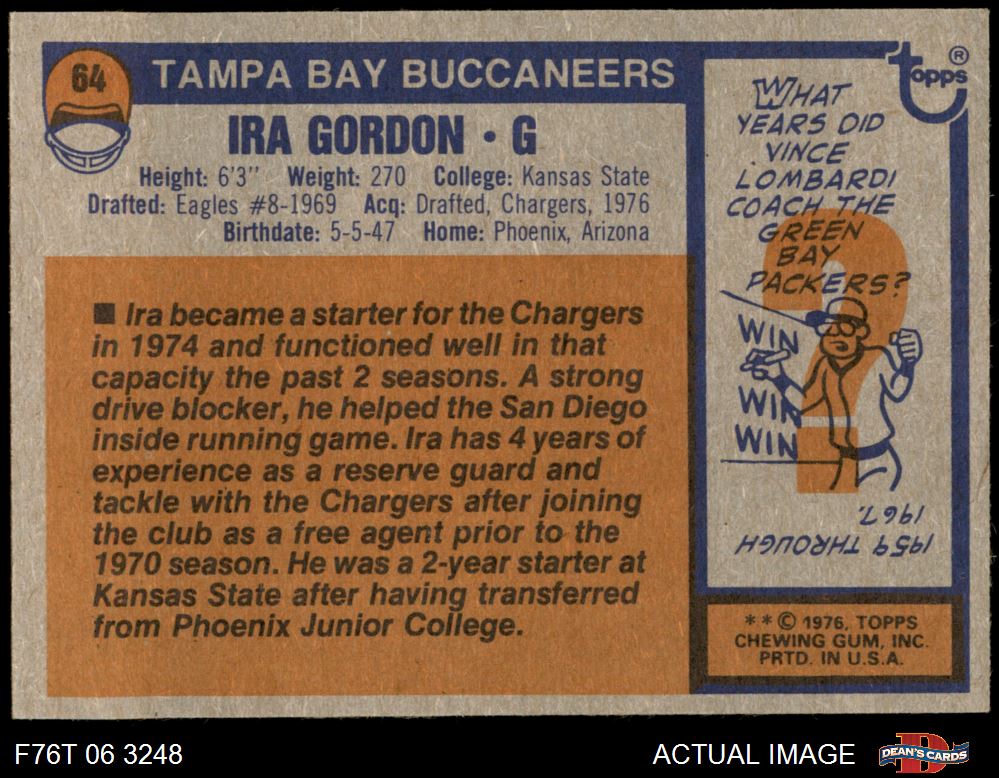 64
TAMPA BAY BUCCANEERS
IRA GORDON • G
Height: 6'3" Weight: 270 College: Kansas State
Drafted: Eagles #8-1969 Acq: Drafted, Chargers, 1976
Birthdate: 5-5-47 Home: Phoenix, Arizona
■ Ira became a starter for the Chargers
in 1974 and functioned well in that
capacity the past 2 seasons. A strong
drive blocker, he helped the San Diego
inside running game. Ira has 4 years of
experience as a reserve guard and
tackle with the Chargers after joining
the club as a free agent prior to the
1970 season. He was a 2-year starter at
Kansas State after having transferred
from Phoenix Junior College.
Topps®
WHAT
YEARS DID
VINCE
LOMBARDI
COACH THE
GREEN
BAY
PACKERS?
?
WIN
WIN
WIN
1959 THROUGH
1967.
* * © 1976, TOPPS
CHEWING GUM, INC.
PRTD. IN U.S.A.
F76T 06 3248
ACTUAL IMAGE
D
DEAN'S CARDS